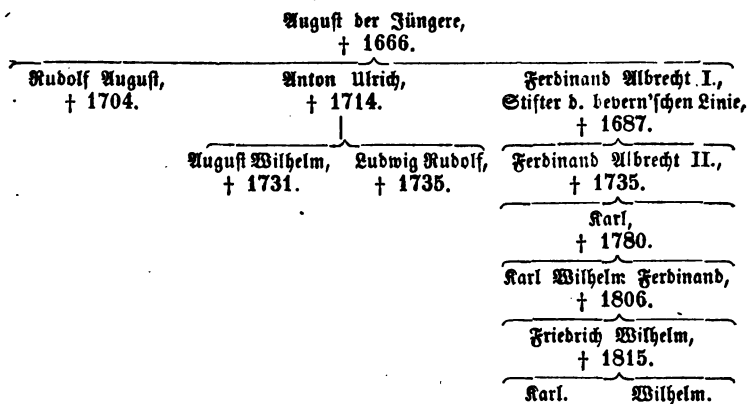 August der Jüngere,
† 1666.
Rudolf August, Anton Ulrich, Ferdinand Albrecht I.,
† 1704. † 1714. Stifter d. bevern'schen Linie,
† 1687.
August Wilhelm, Ludwig Rudolf, Ferdinand Albrecht II.,
† 1731. † 1735. † 1735.
Karl,
† 1780.
Karl Wilhelm Ferdinand,
† 1806.
Friedrich Wilhelm,
† 1815.
Karl. Wilhelm.